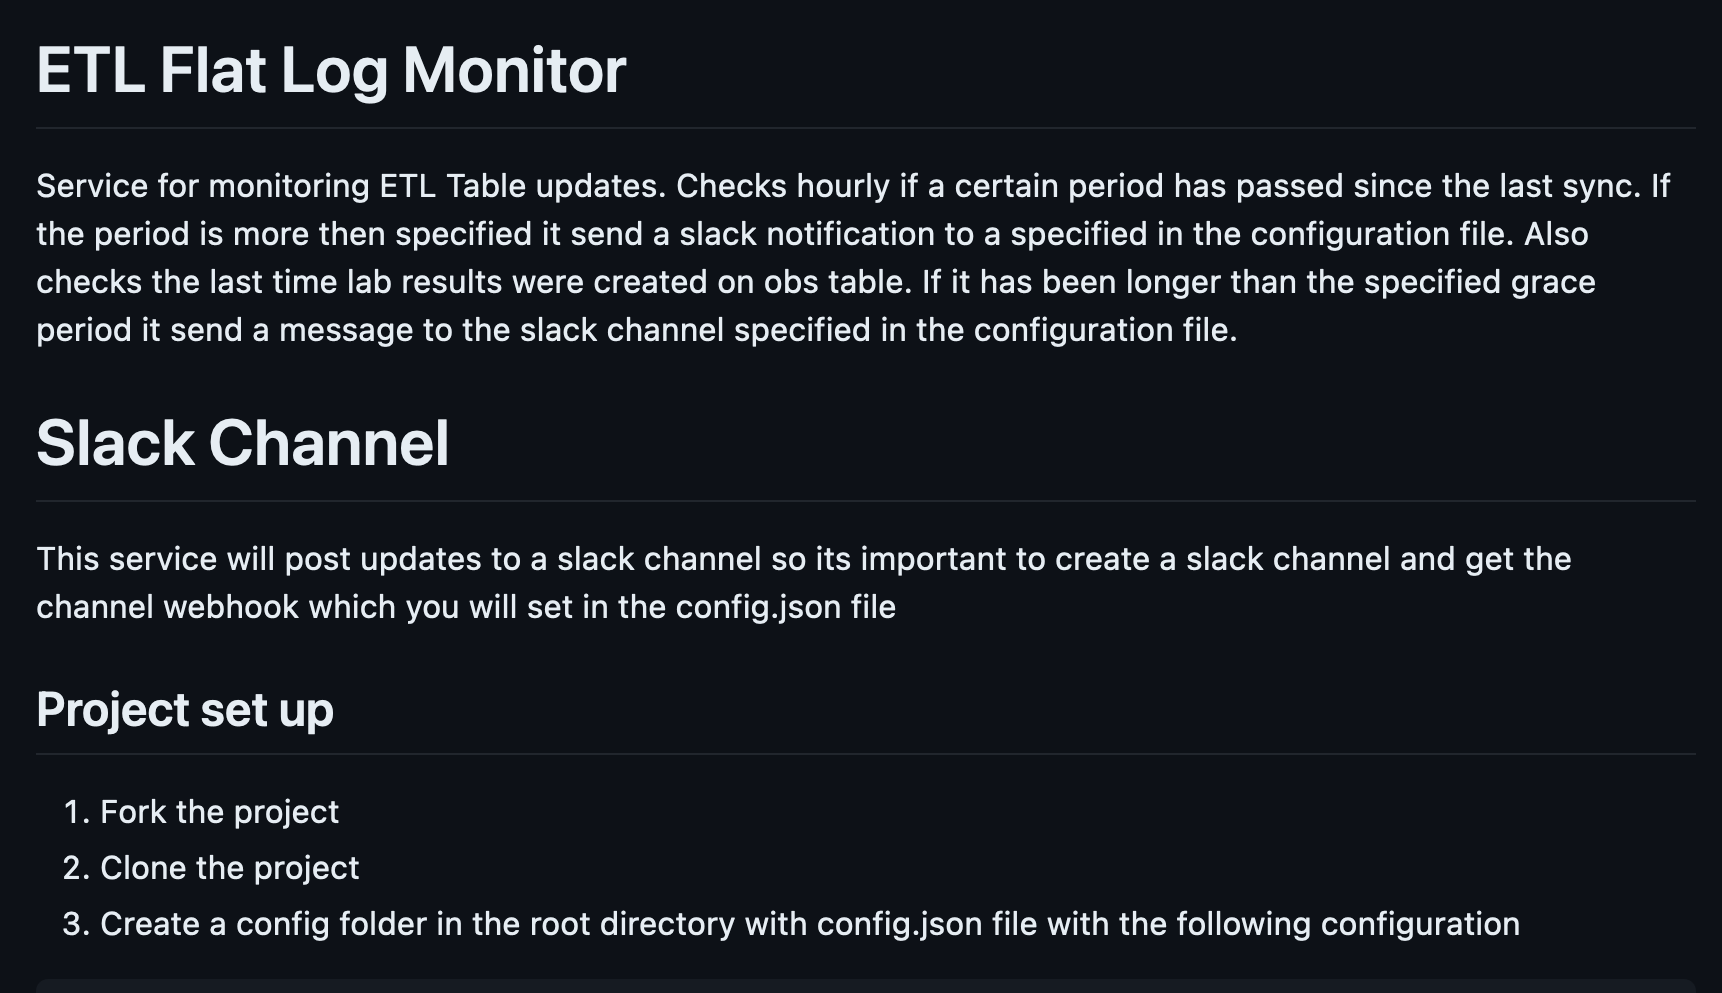 ETL Flat Log Monitor
Service for monitoring ETL Table updates. Checks hourly if a certain period has passed since the last sync. If
the period is more then specified it send a slack notification to a specified in the configuration file. Also
checks the last time lab results were created on obs table. If it has been longer than the specified grace
period it send a message to the slack channel specified in the configuration file.
Slack Channel
This service will post updates to a slack channel so its important to create a slack channel and get the
channel webhook which you will set in the config.json file
Project set up
1. Fork the project
2. Clone the project
3. Create a config folder in the root directory with config.json file with the following configuration